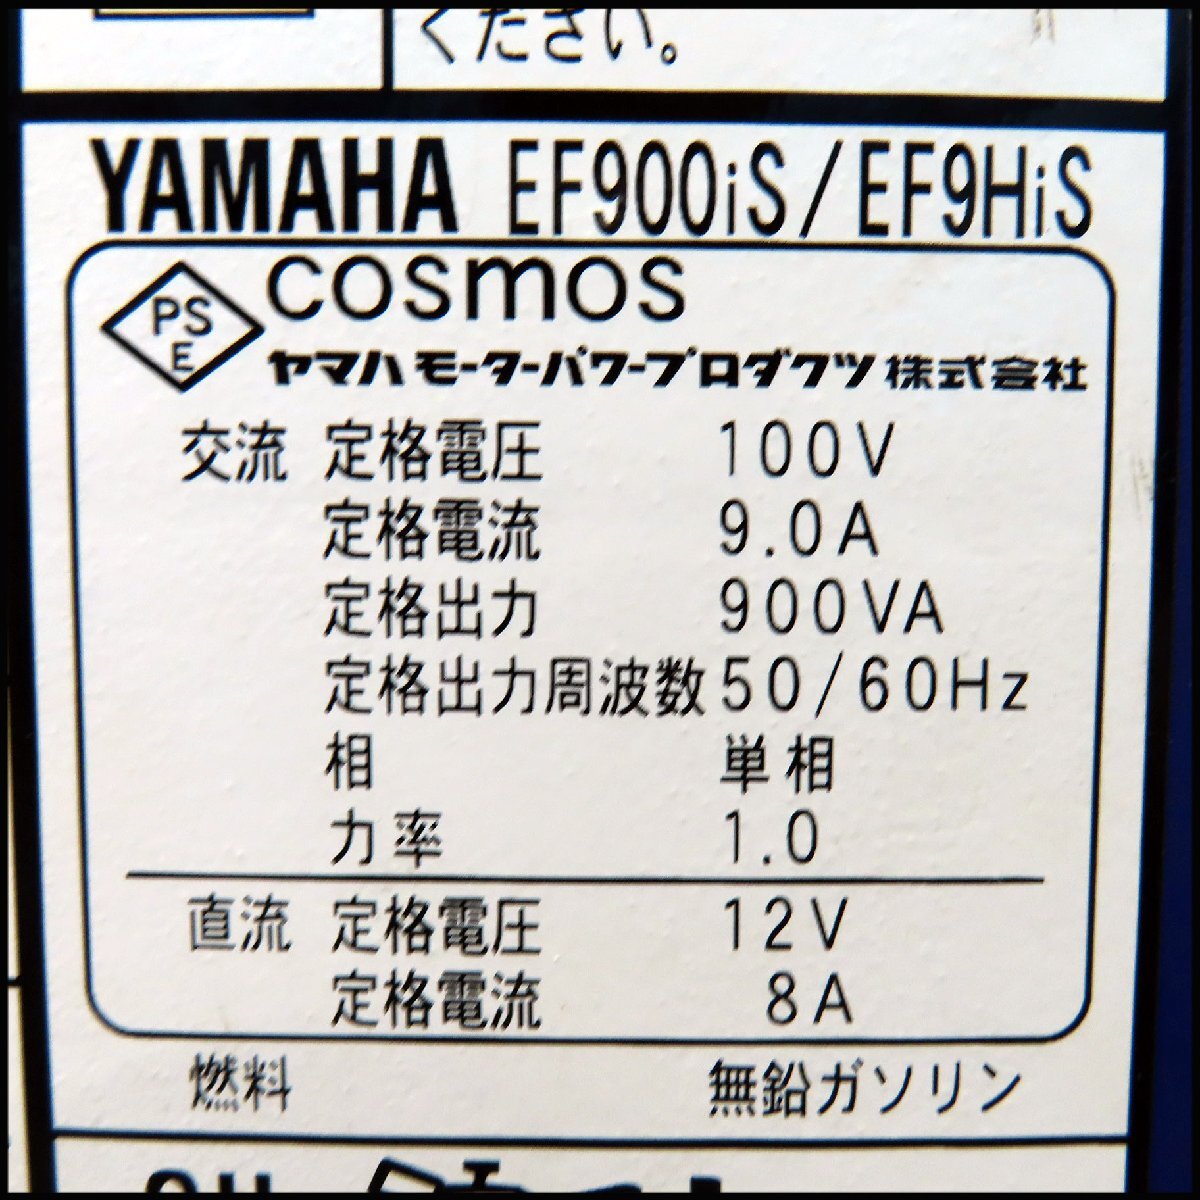 ください。
YAMAHA EF900iS/EF9HiS
PS E cosmos
ヤマハモーターパワープロダクツ株式会社
交流 定格電圧 100V
定格電流 9.0A
定格出力 900VA
定格出力周波数 50/60Hz
相 単相
力率 1.0
直流 定格電圧 12V
定格電流 8A
燃料 無鉛ガソリン